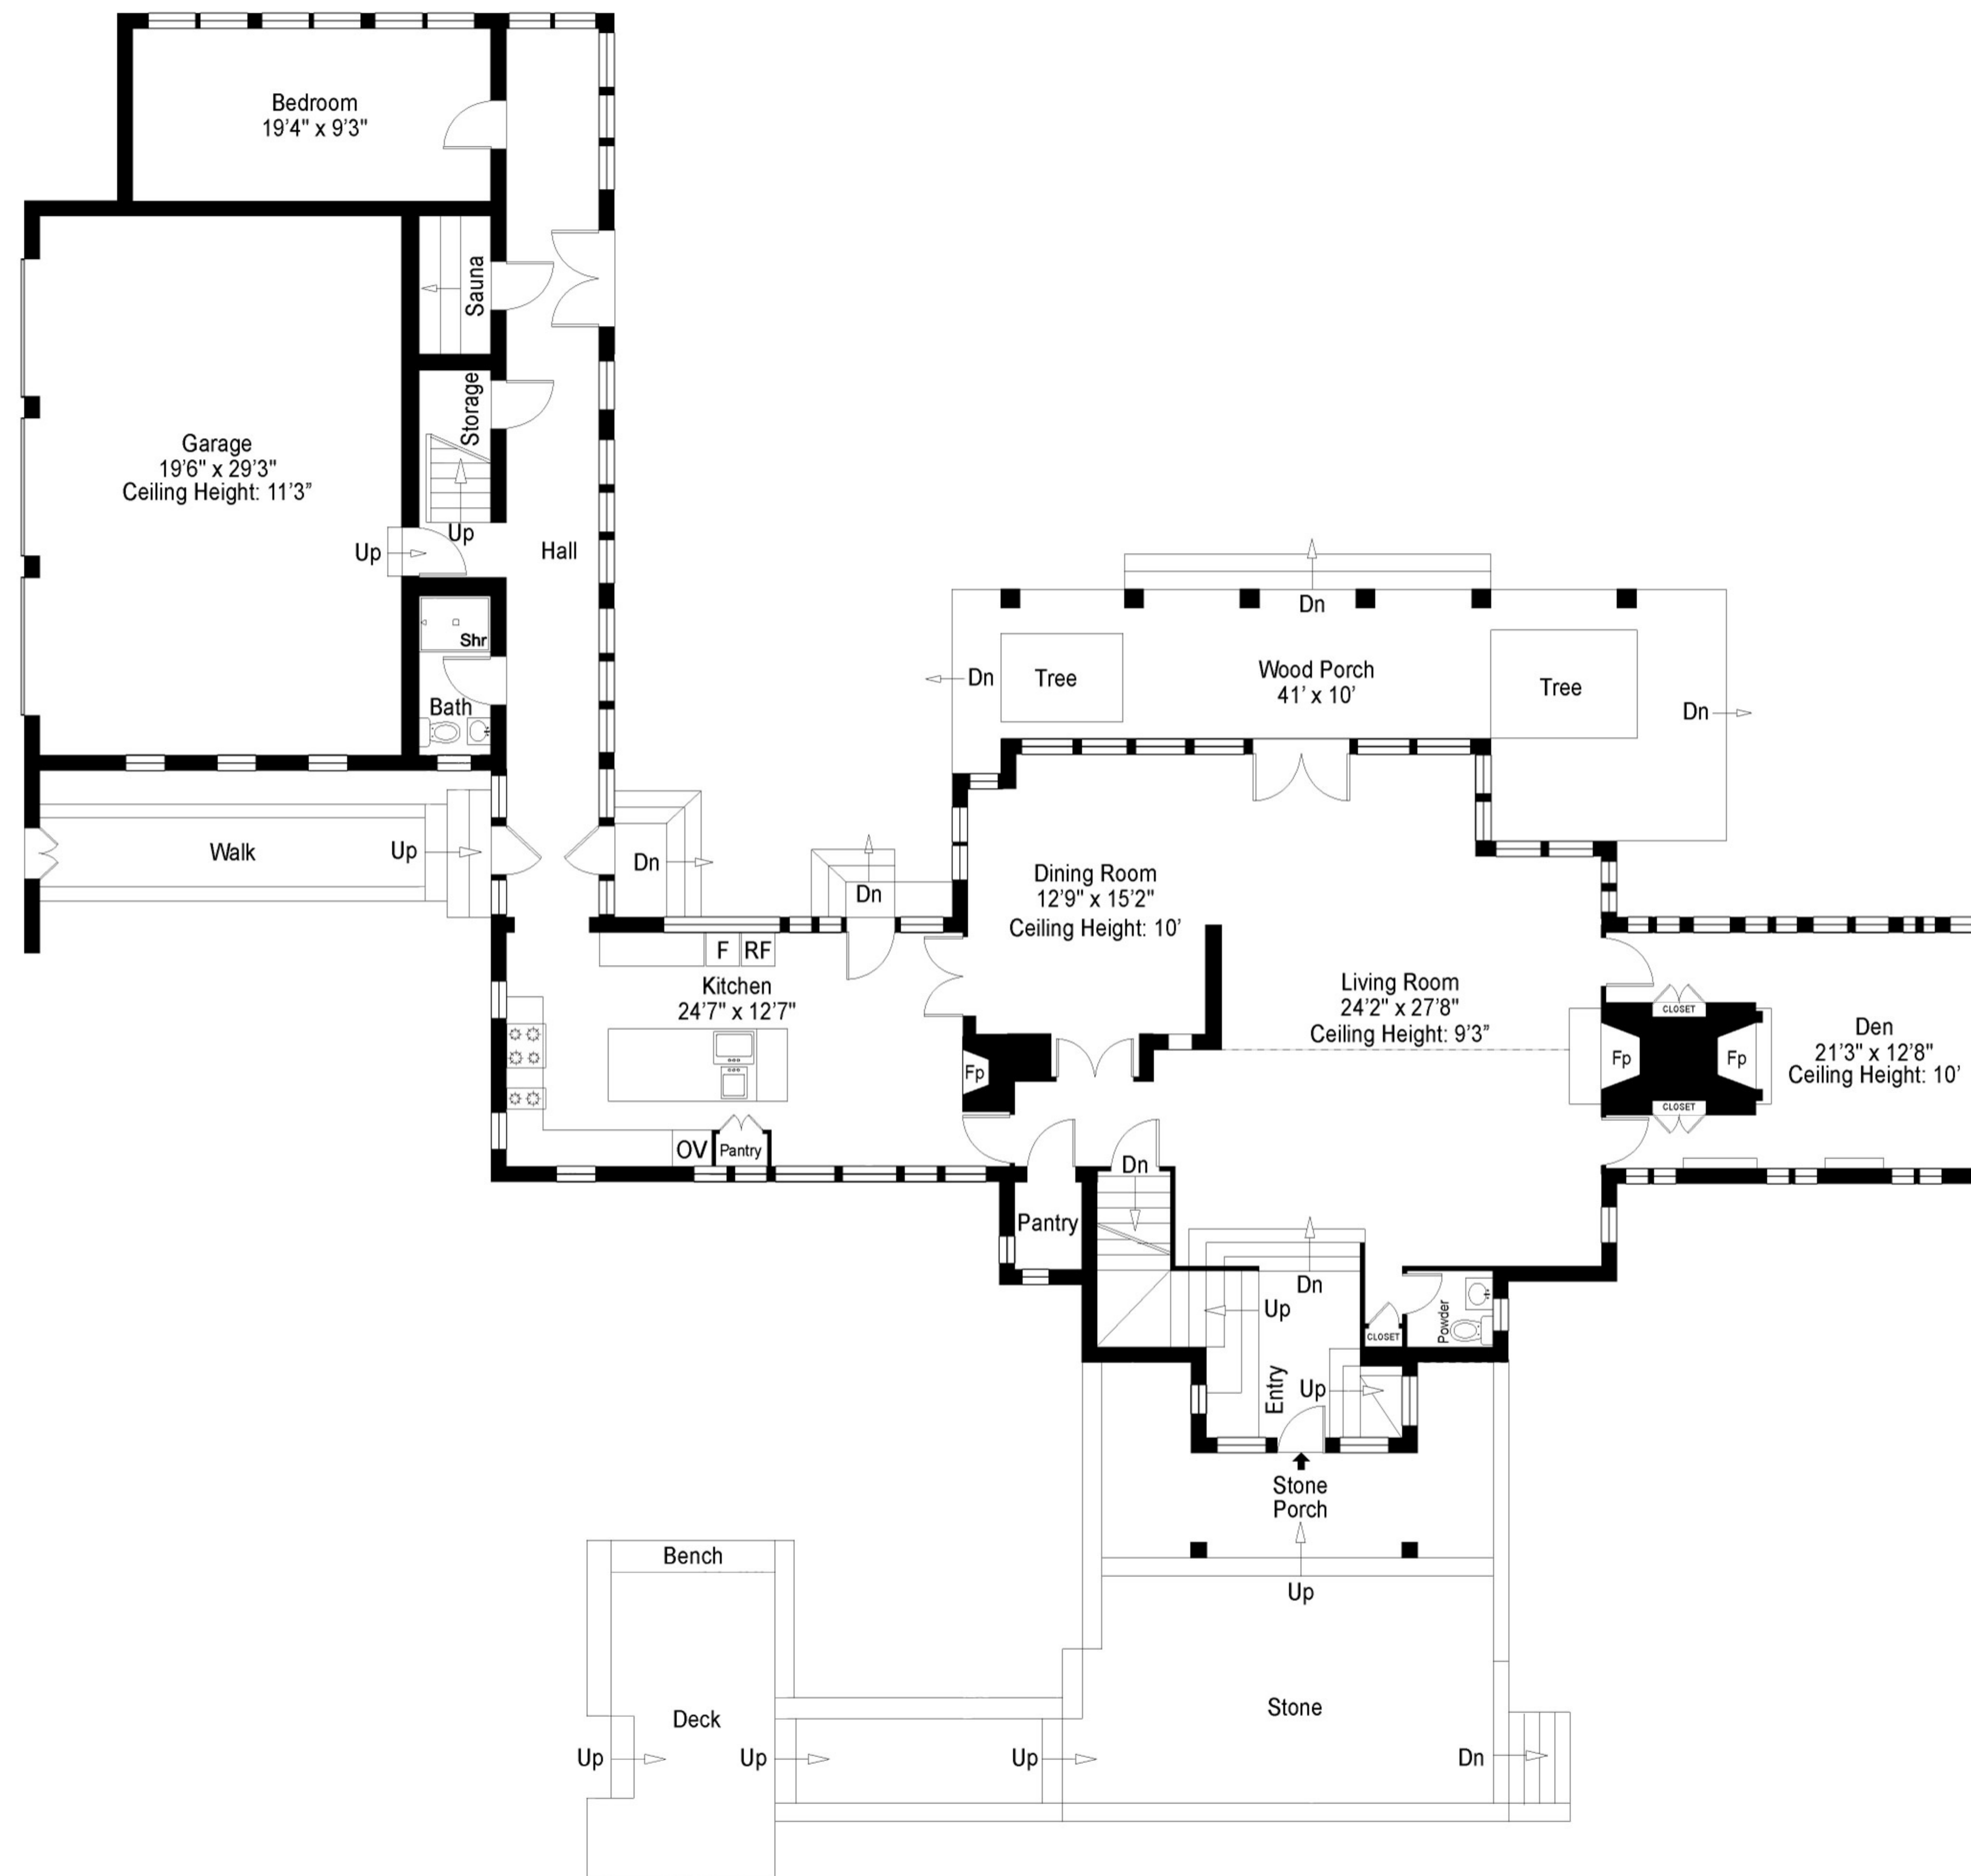 Bedroom
19'4" x 9'3"
Sauna
Storage
Garage
19'6" x 29'3"
Ceiling Height: 11'3”
Up
Up
Hall
Shr
Bath
Walk
Up
Dn
Dn
Dn
Dn
Tree
Wood Porch
41’ x 10’
Tree
Dn
Dining Room
12’9" x 15’2"
Ceiling Height: 10’
F
RF
Kitchen
24’7" x 12’7"
Living Room
24’2" x 27’8"
Ceiling Height: 9’3”
CLOSET
Fp
Fp
Fp
Den
21’3" x 12’8"
Ceiling Height: 10’
CLOSET
OV
Pantry
Dn
Pantry
Dn
Up
Powder
CLOSET
Entry
Up
Stone
Porch
Up
Bench
Deck
Stone
Up
Up
Up
Dn